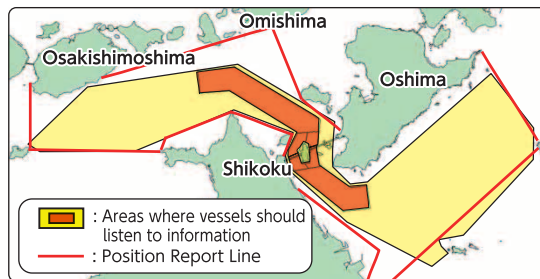 Omishima
Osakishimoshima
Oshima
Shikoku
: Areas where vessels should
listen to information
: Position Report Line